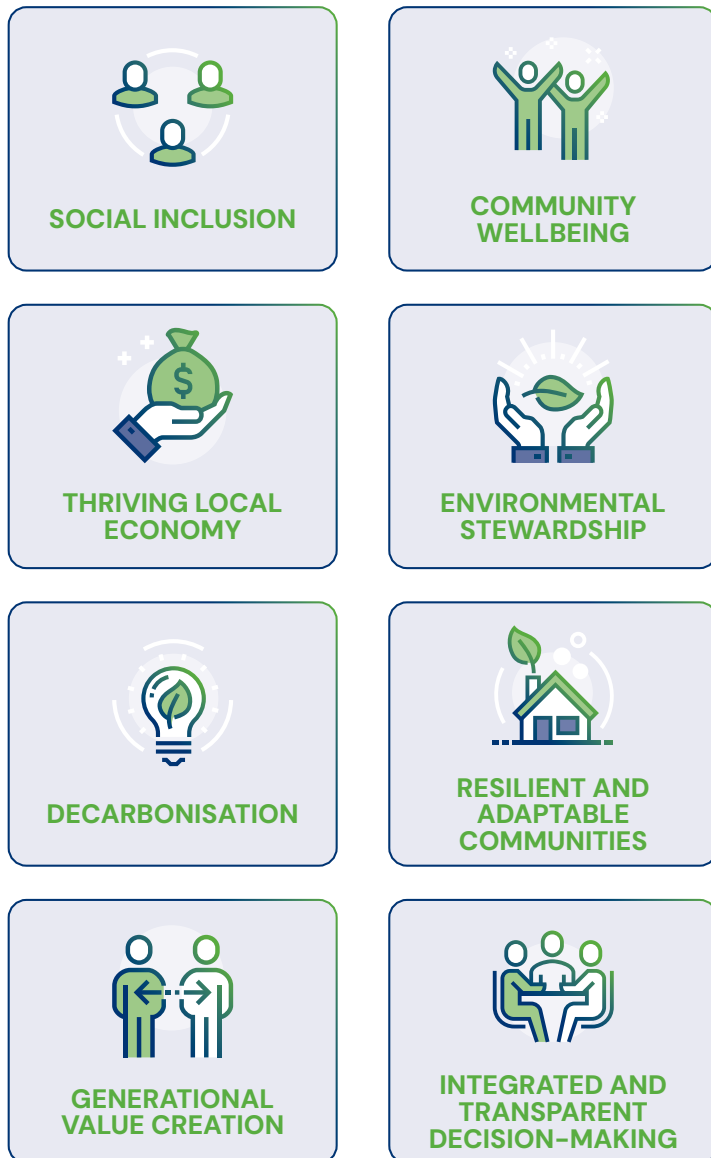 SOCIAL INCLUSION
COMMUNITY
WELLBEING
$
THRIVING LOCAL
ECONOMY
ENVIRONMENTAL
STEWARDSHIP
DECARBONISATION
RESILIENT AND
ADAPTABLE
COMMUNITIES
GENERATIONAL
VALUE CREATION
INTEGRATED AND
TRANSPARENT
DECISION-MAKING